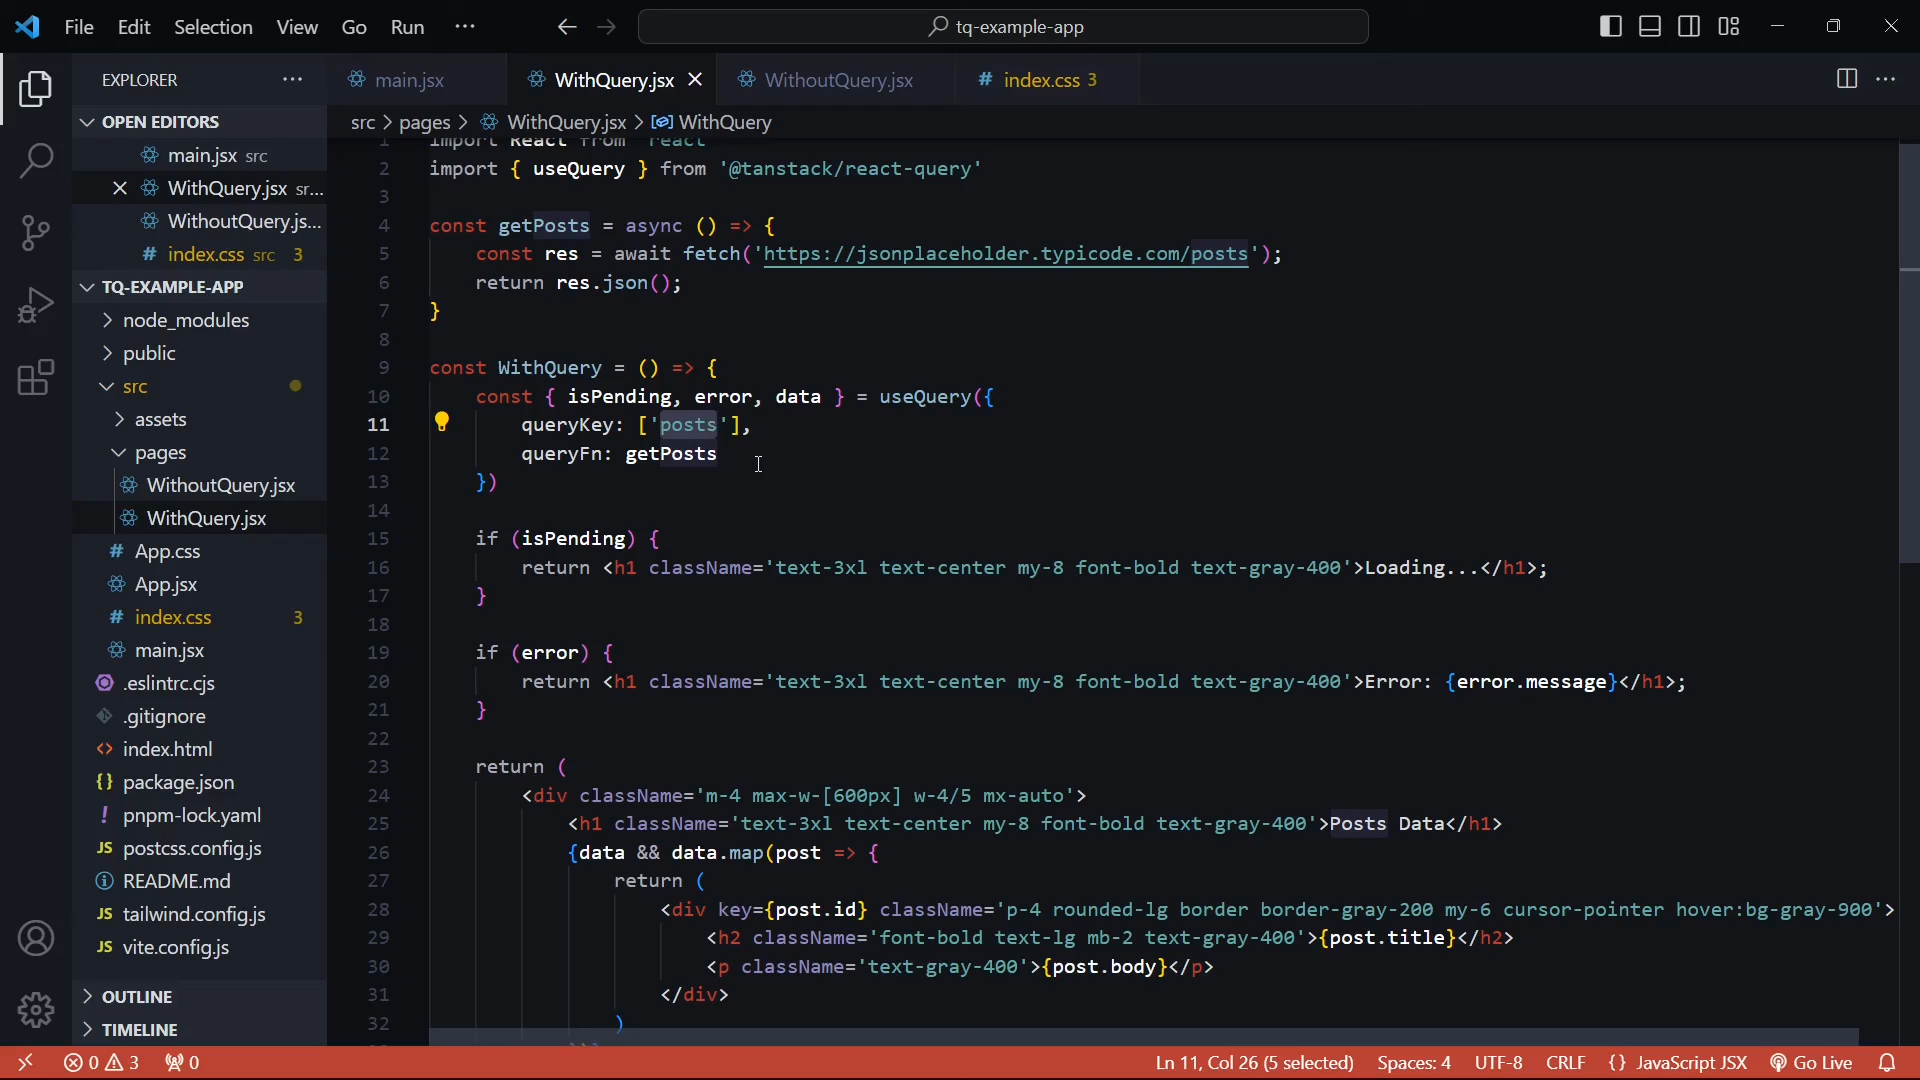 File Edit Selection View Go Run ··· tq-example-app
EXPLORER ···
OPEN EDITORS
main.jsx src
WithQuery.jsx sr...
WithoutQuery.js...
index.css src 3
TQ-EXAMPLE-APP
node_modules
public
src
assets
pages
WithoutQuery.jsx
WithQuery.jsx
App.css
App.jsx
index.css 3
main.jsx
.eslintrc.cjs
.gitignore
index.html
package.json
pnpm-lock.yaml
postcss.config.js
README.md
tailwind.config.js
vite.config.js
OUTLINE
TIMELINE
main.jsx WithQuery.jsx WithoutQuery.jsx index.css 3
src > pages > WithQuery.jsx > WithQuery
1 import React from 'react'
2 import { useQuery } from '@tanstack/react-query'
3
4 const getPosts = async () => {
5 const res = await fetch('https://jsonplaceholder.typicode.com/posts');
6 return res.json();
7 }
8
9 const WithQuery = () => {
10 const { isPending, error, data } = useQuery({
11 queryKey: ['posts'],
12 queryFn: getPosts
13 })
14
15 if (isPending) {
16 return <h1 className='text-3xl text-center my-8 font-bold text-gray-400'>Loading...</h1>;
17 }
18
19 if (error) {
20 return <h1 className='text-3xl text-center my-8 font-bold text-gray-400'>Error: {error.message}</h1>;
21 }
22
23 return (
24 <div className='m-4 max-w-[600px] w-4/5 mx-auto'>
25 <h1 className='text-3xl text-center my-8 font-bold text-gray-400'>Posts Data</h1>
26 {data && data.map(post => {
27 return (
28 <div key={post.id} className='p-4 rounded-lg border border-gray-200 my-6 cursor-pointer hover:bg-gray-900'>
29 <h2 className='font-bold text-lg mb-2 text-gray-400'>{post.title}</h2>
30 <p className='text-gray-400'>{post.body}</p>
31 </div>
32 )
0 3 0 Ln 11, Col 26 (5 selected) Spaces: 4 UTF-8 CRLF {} JavaScript JSX Go Live